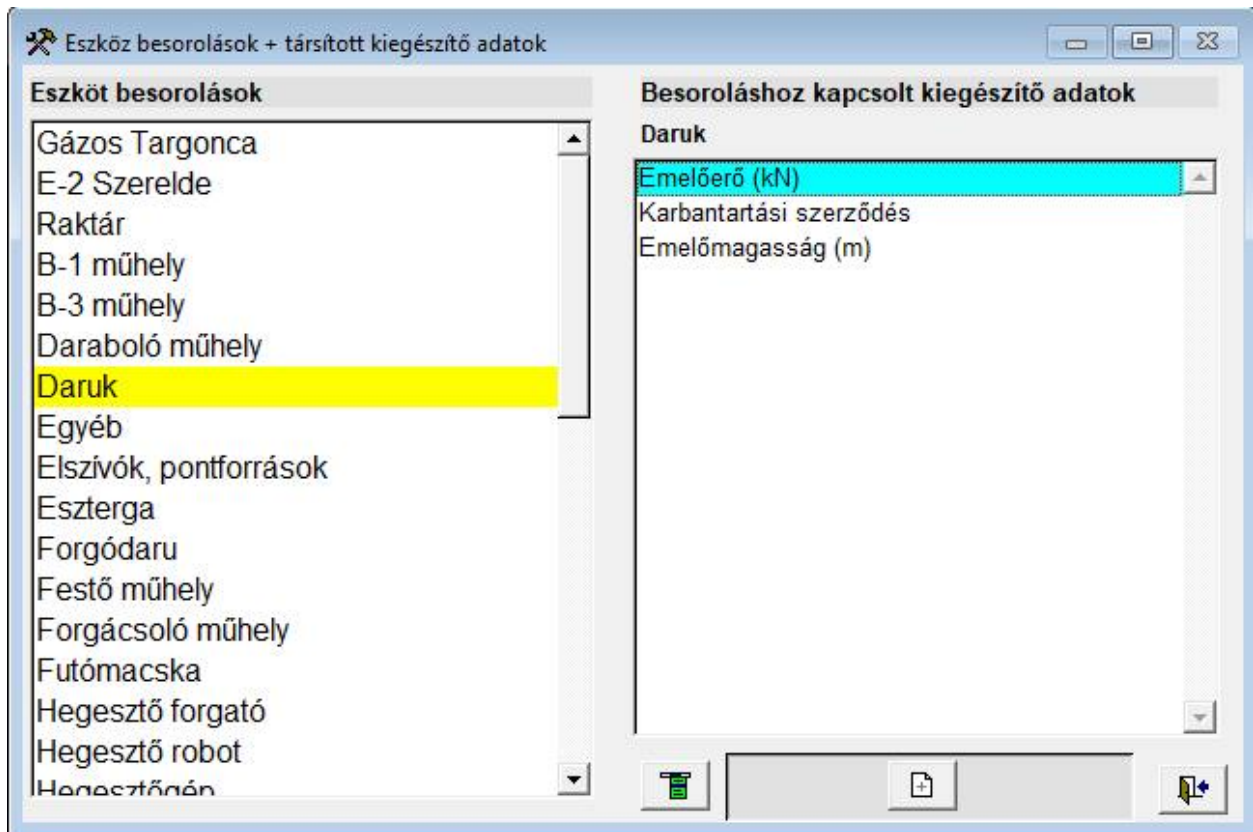 Eszköz besorolások + társított kiegészítő adatok
Eszköt besorolások
Gázos Targonca
E-2 Szerelde
Raktár
B-1 műhely
B-3 műhely
Daraboló műhely
Daruk
Egyéb
Elszívók, pontforrások
Eszterga
Forgódaru
Festő műhely
Forgácsoló műhely
Futómacska
Hegesztő forgató
Hegesztő robot
Hegesztőgép
Besoroláshoz kapcsolt kiegészítő adatok
Daruk
Emelőerő (kN)
Karbantartási szerződés
Emelőmagasság (m)